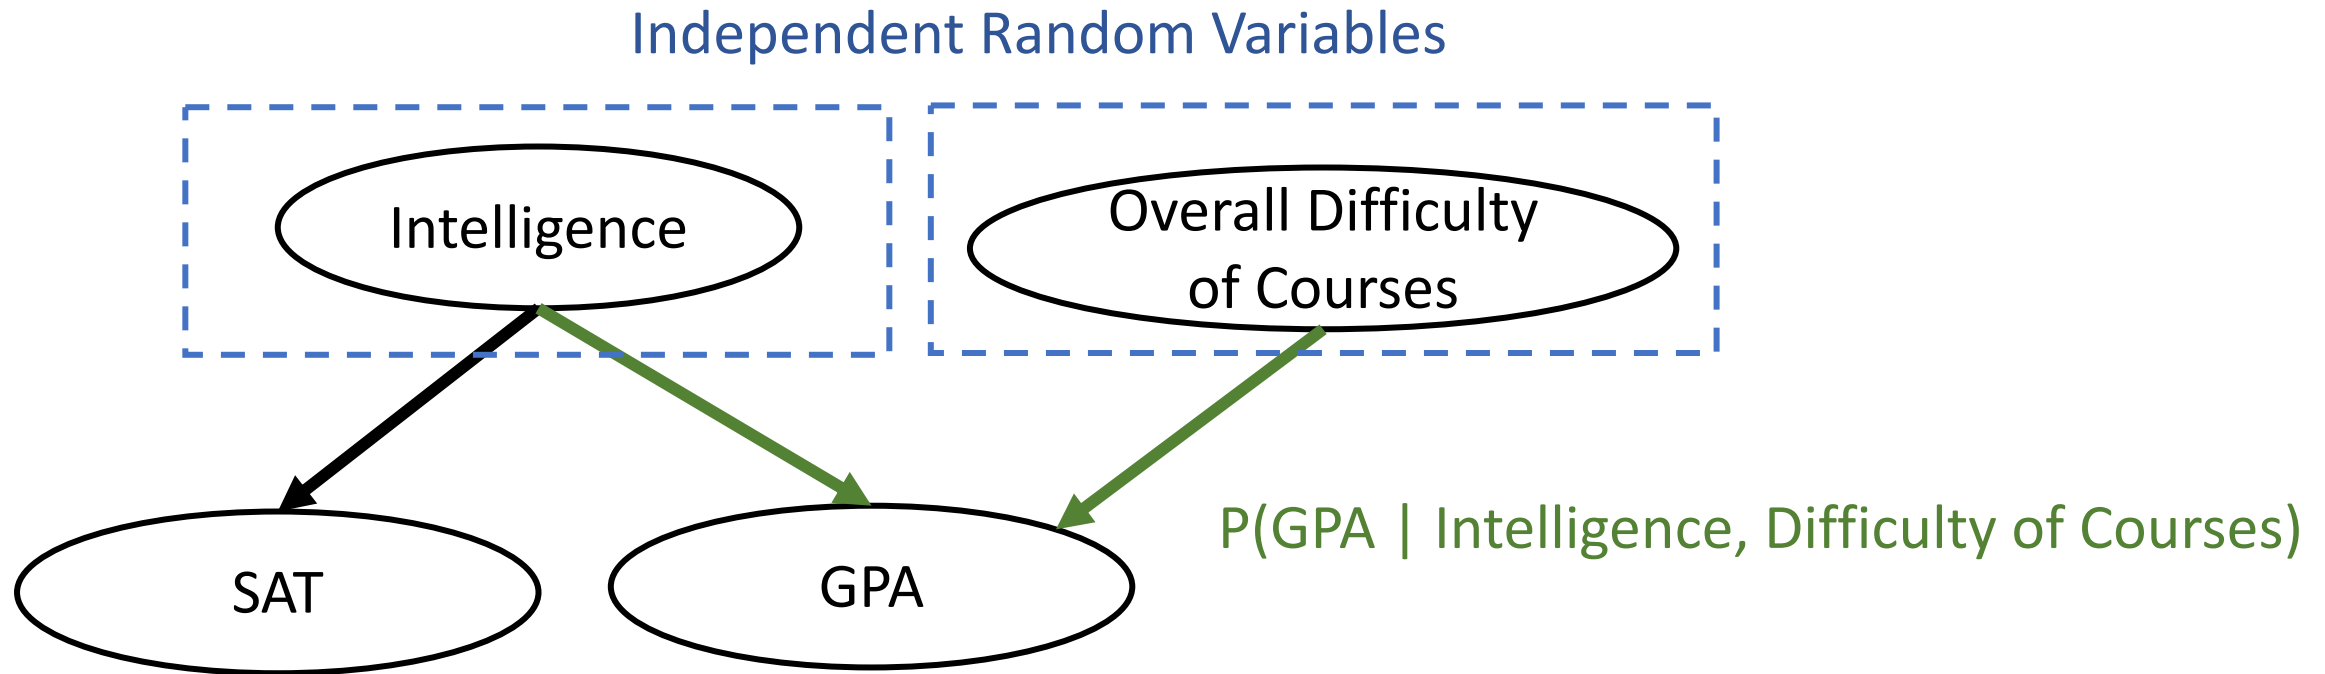 Independent Random Variables
Intelligence
Overall Difficulty
of Courses
P(GPA | Intelligence, Difficulty of Courses)
SAT
GPA